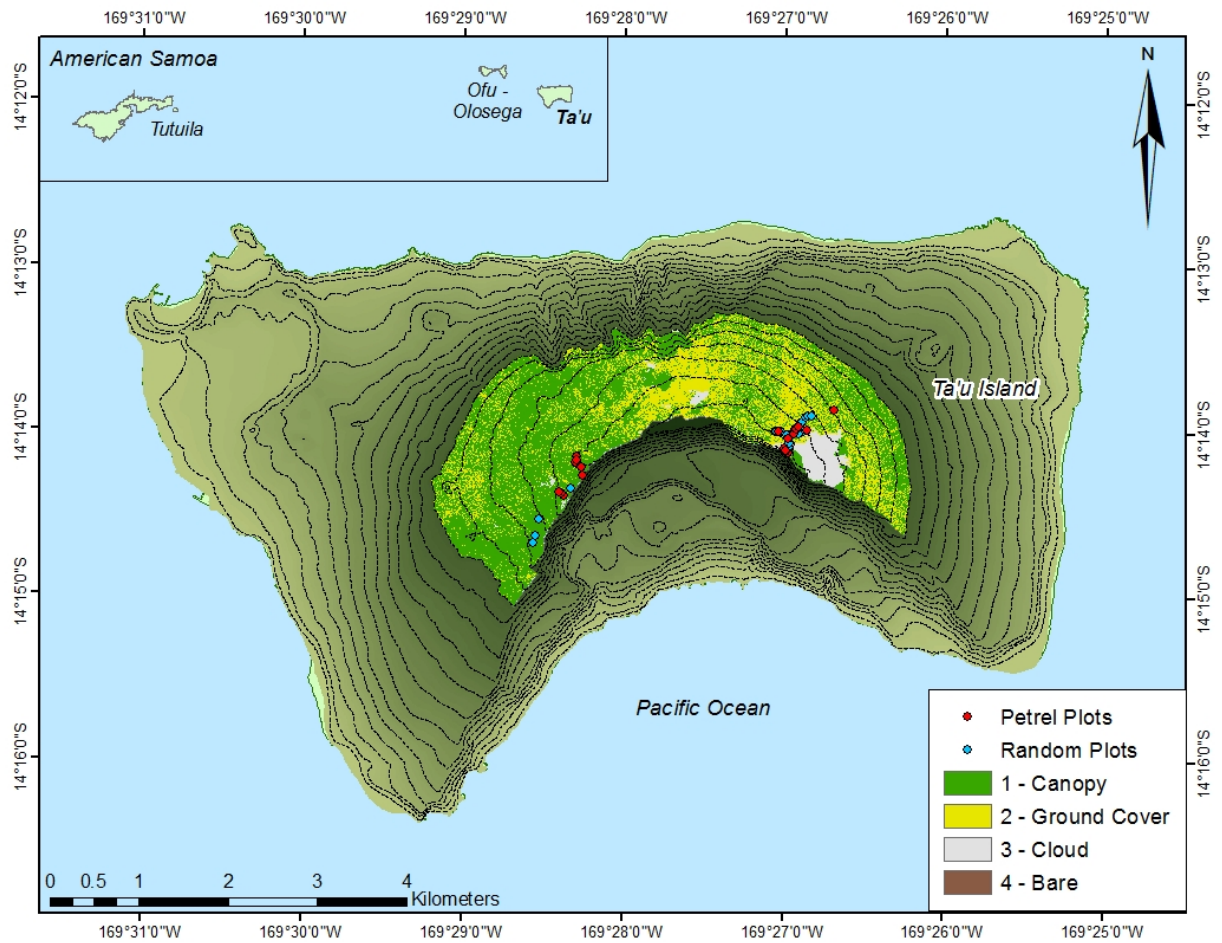 169°31'0"W
169°30'0"W
169°29'0"W
169°28'0"W
169°27'0"W
169°26'0"W
169°25'0"W
American Samoa
N
14°12'0"S
14°12'0"S
Ofu -
Olosega
Ta'u
Tutuila
14°13'0"S
14°13'0"S
Ta'u Island
14°14'0"S
14°14'0"S
14°15'0"S
14°15'0"S
Pacific Ocean
14°16'0"S
14°16'0"S
Petrel Plots
Random Plots
1 - Canopy
2 - Ground Cover
3 - Cloud
4 - Bare
0 0.5 1 2 3 4
Kilometers
169°31'0"W
169°30'0"W
169°29'0"W
169°28'0"W
169°27'0"W
169°26'0"W
169°25'0"W